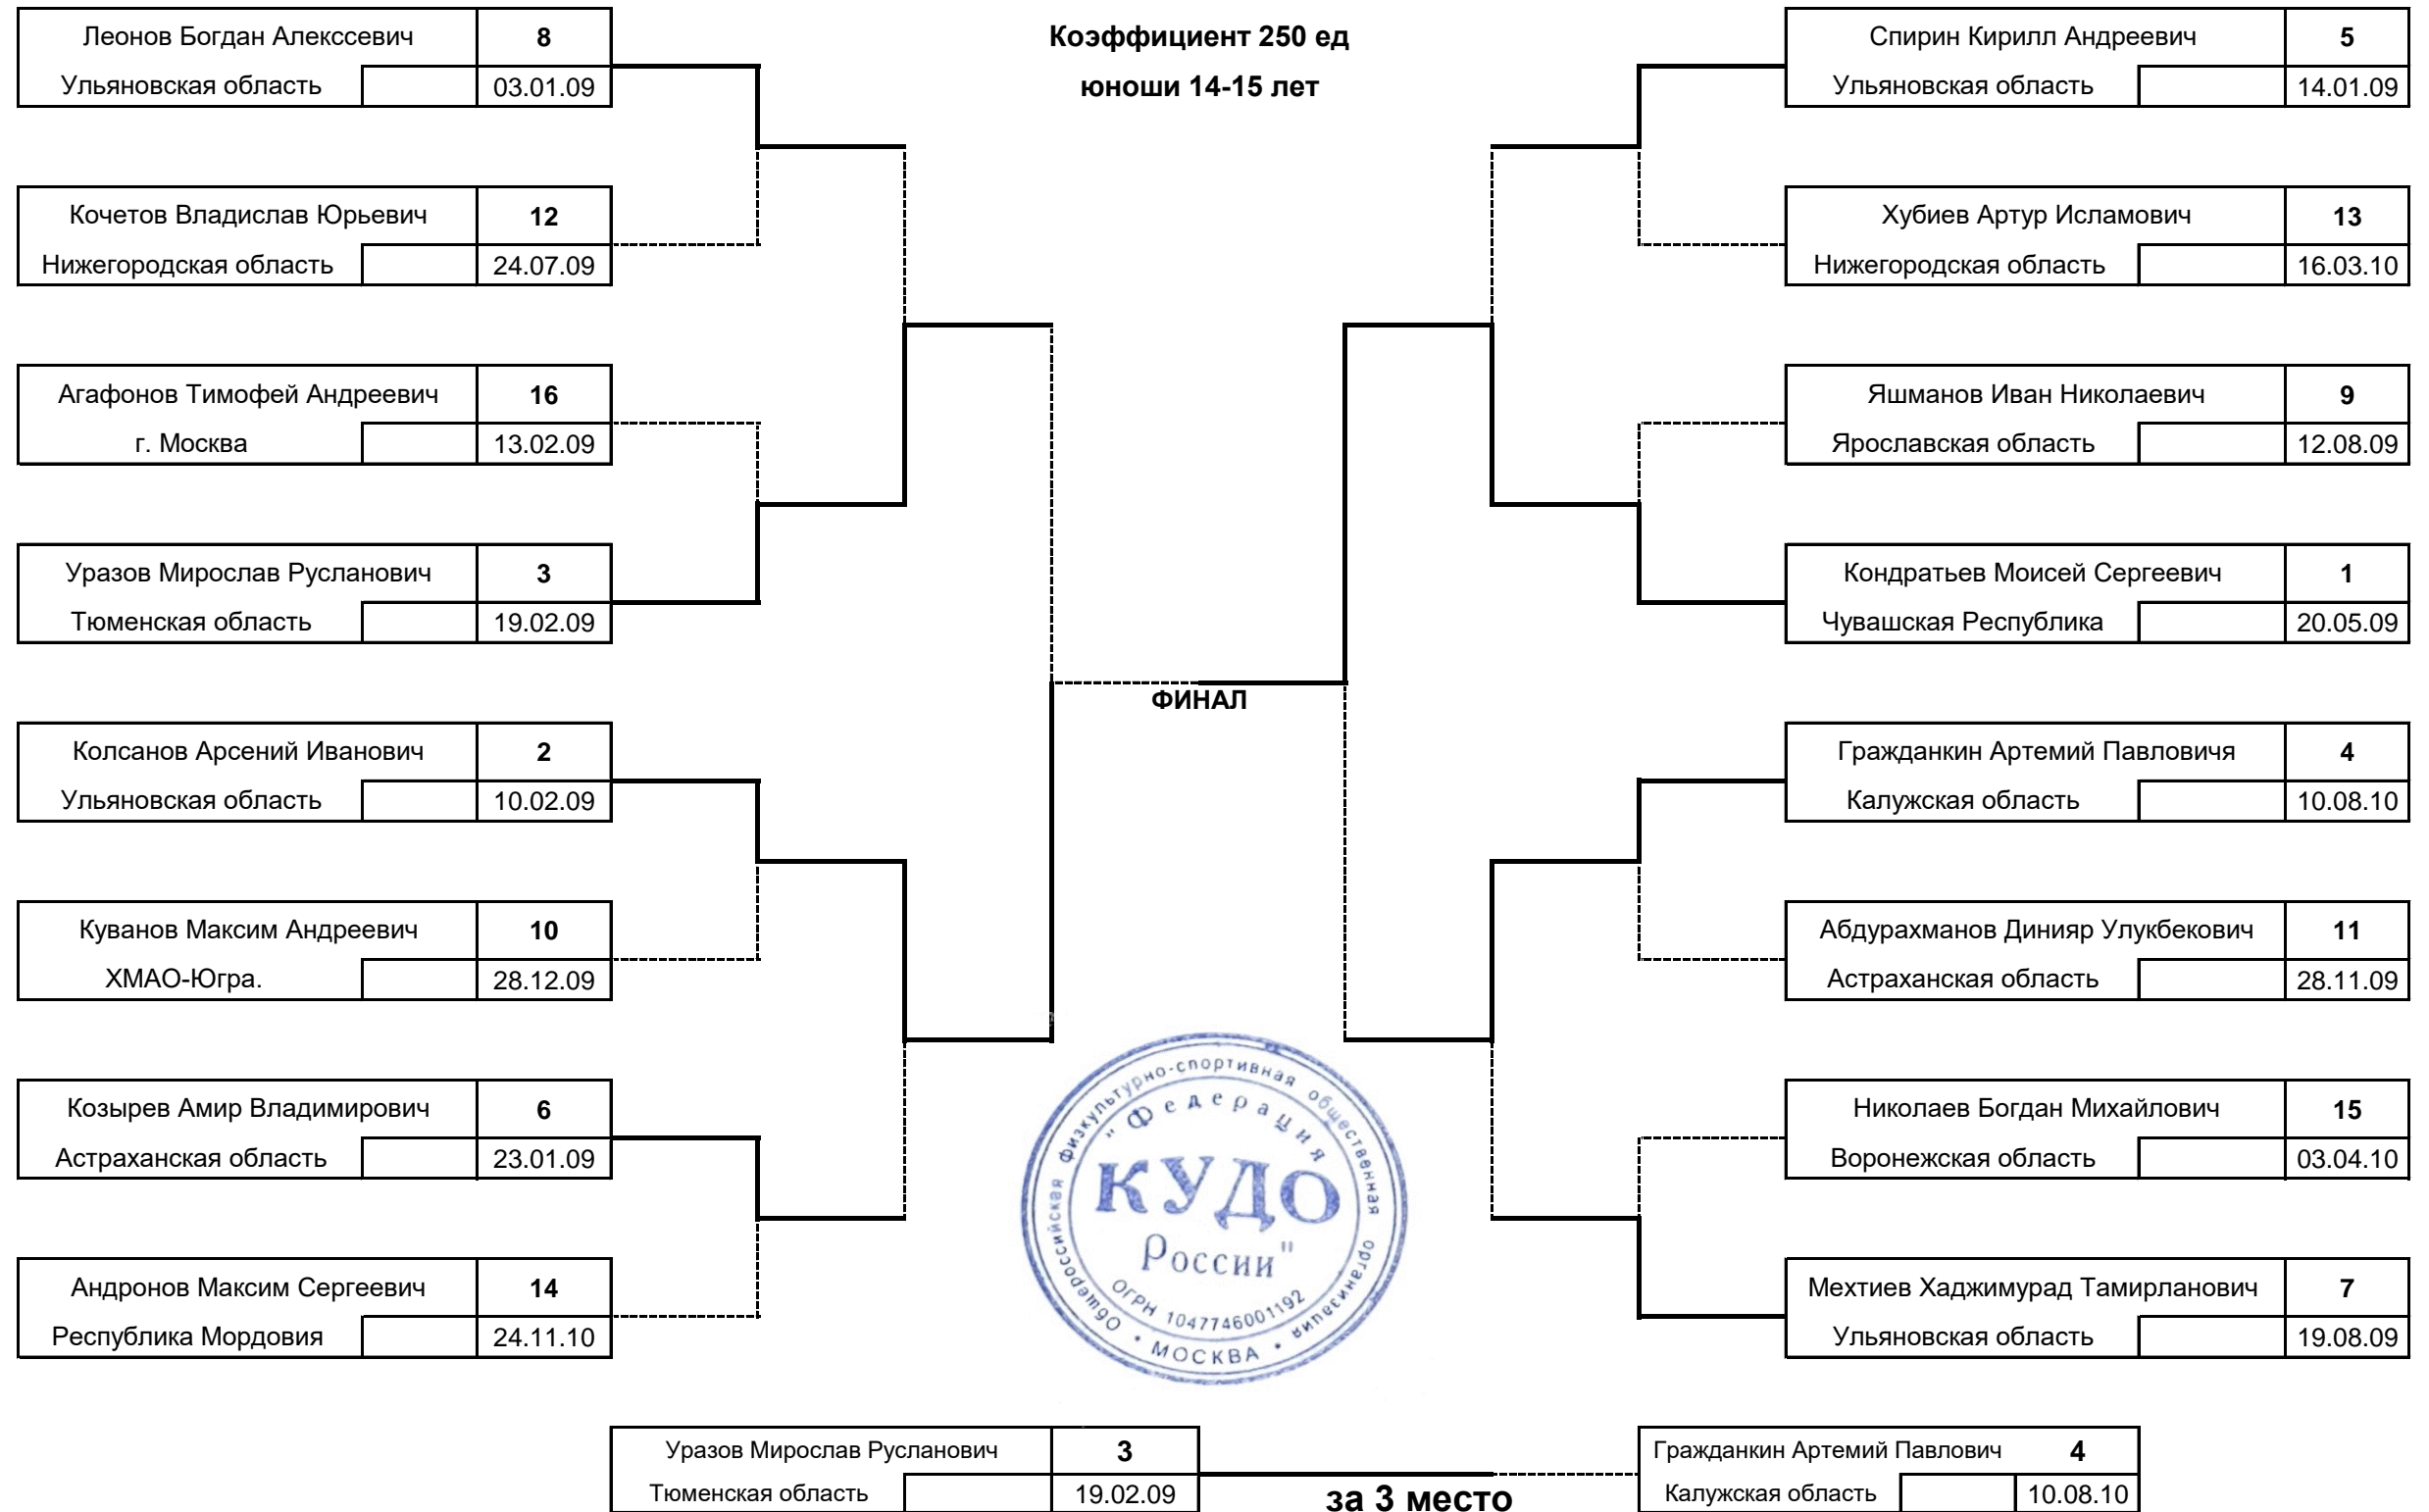 Коэффициент 250 ед
юноши 14-15 лет
Леонов Богдан Алекссевич 8
Ульяновская область 03.01.09
Кочетов Владислав Юрьевич 12
Нижегородская область 24.07.09
Агафонов Тимофей Андреевич 16
г. Москва 13.02.09
Уразов Мирослав Русланович 3
Тюменская область 19.02.09
Колсанов Арсений Иванович 2
Ульяновская область 10.02.09
Куванов Максим Андреевич 10
ХМАО-Югра. 28.12.09
Козырев Амир Владимирович 6
Астраханская область 23.01.09
Андронов Максим Сергеевич 14
Республика Мордовия 24.11.10
ФИНАЛ
Спирин Кирилл Андреевич 5
Ульяновская область 14.01.09
Хубиев Артур Исламович 13
Нижегородская область 16.03.10
Яшманов Иван Николаевич 9
Ярославская область 12.08.09
Кондратьев Моисей Сергеевич 1
Чувашская Республика 20.05.09
Гражданкин Артемий Павловичя 4
Калужская область 10.08.10
Абдурахманов Динияр Улукбекович 11
Астраханская область 28.11.09
Николаев Богдан Михайлович 15
Воронежская область 03.04.10
Мехтиев Хаджимурад Тамирланович 7
Ульяновская область 19.08.09
Общероссийская физкультурно-спортивная общественная организация
"Федерация
КУДО
России"
ОГРН 1047746001192
• МОСКВА •
Уразов Мирослав Русланович 3
Тюменская область 19.02.09
за 3 место
Гражданкин Артемий Павлович 4
Калужская область 10.08.10